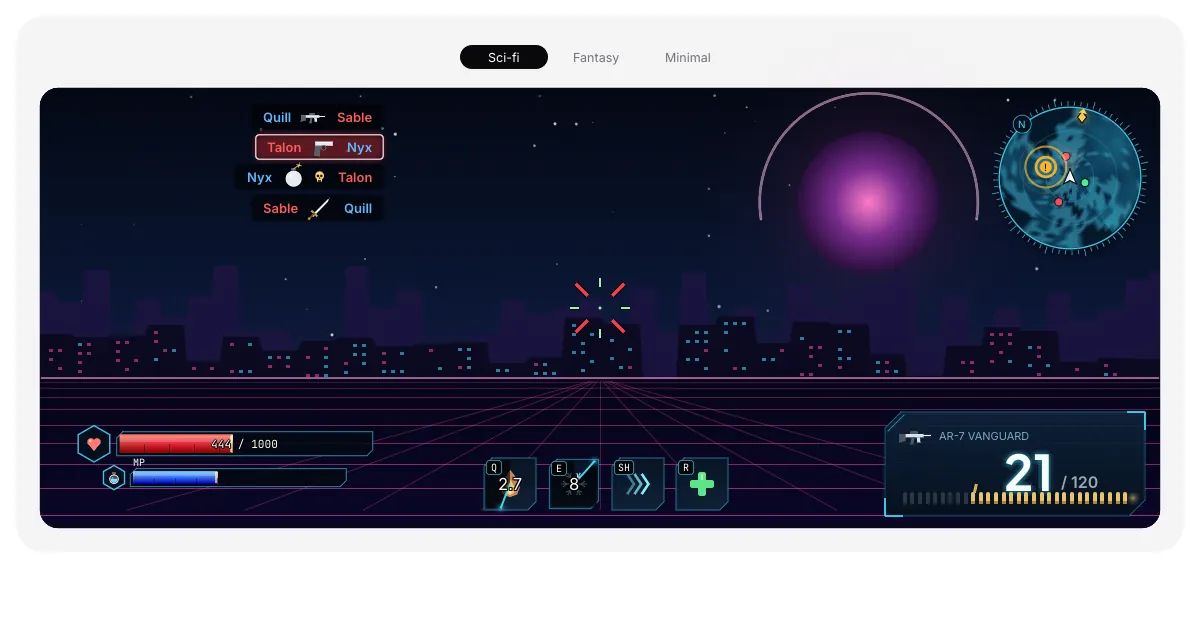 Sci-fi Fantasy Minimal
Quill Sable
Talon Nyx
Nyx Talon
Sable Quill
N
!
444 / 1000
MP
Q E SH R
2.7 8
AR-7 VANGUARD
21 / 120